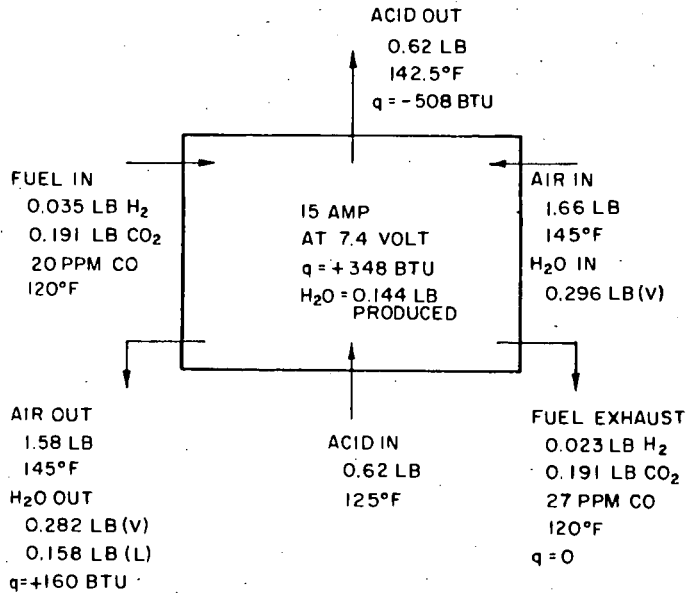 ACID OUT
0.62 LB
142.5°F
q = -508 BTU
FUEL IN
0.035 LB H₂
0.191 LB CO₂
20 PPM CO
120°F
15 AMP
AT 7.4 VOLT
q = +348 BTU
H₂O = 0.144 LB
PRODUCED
AIR IN
1.66 LB
145°F
H₂O IN
0.296 LB (V)
AIR OUT
1.58 LB
145°F
H₂O OUT
0.282 LB (V)
0.158 LB (L)
q=+160 BTU
ACID IN
0.62 LB
125°F
FUEL EXHAUST
0.023 LB H₂
0.191 LB CO₂
27 PPM CO
120°F
q = 0